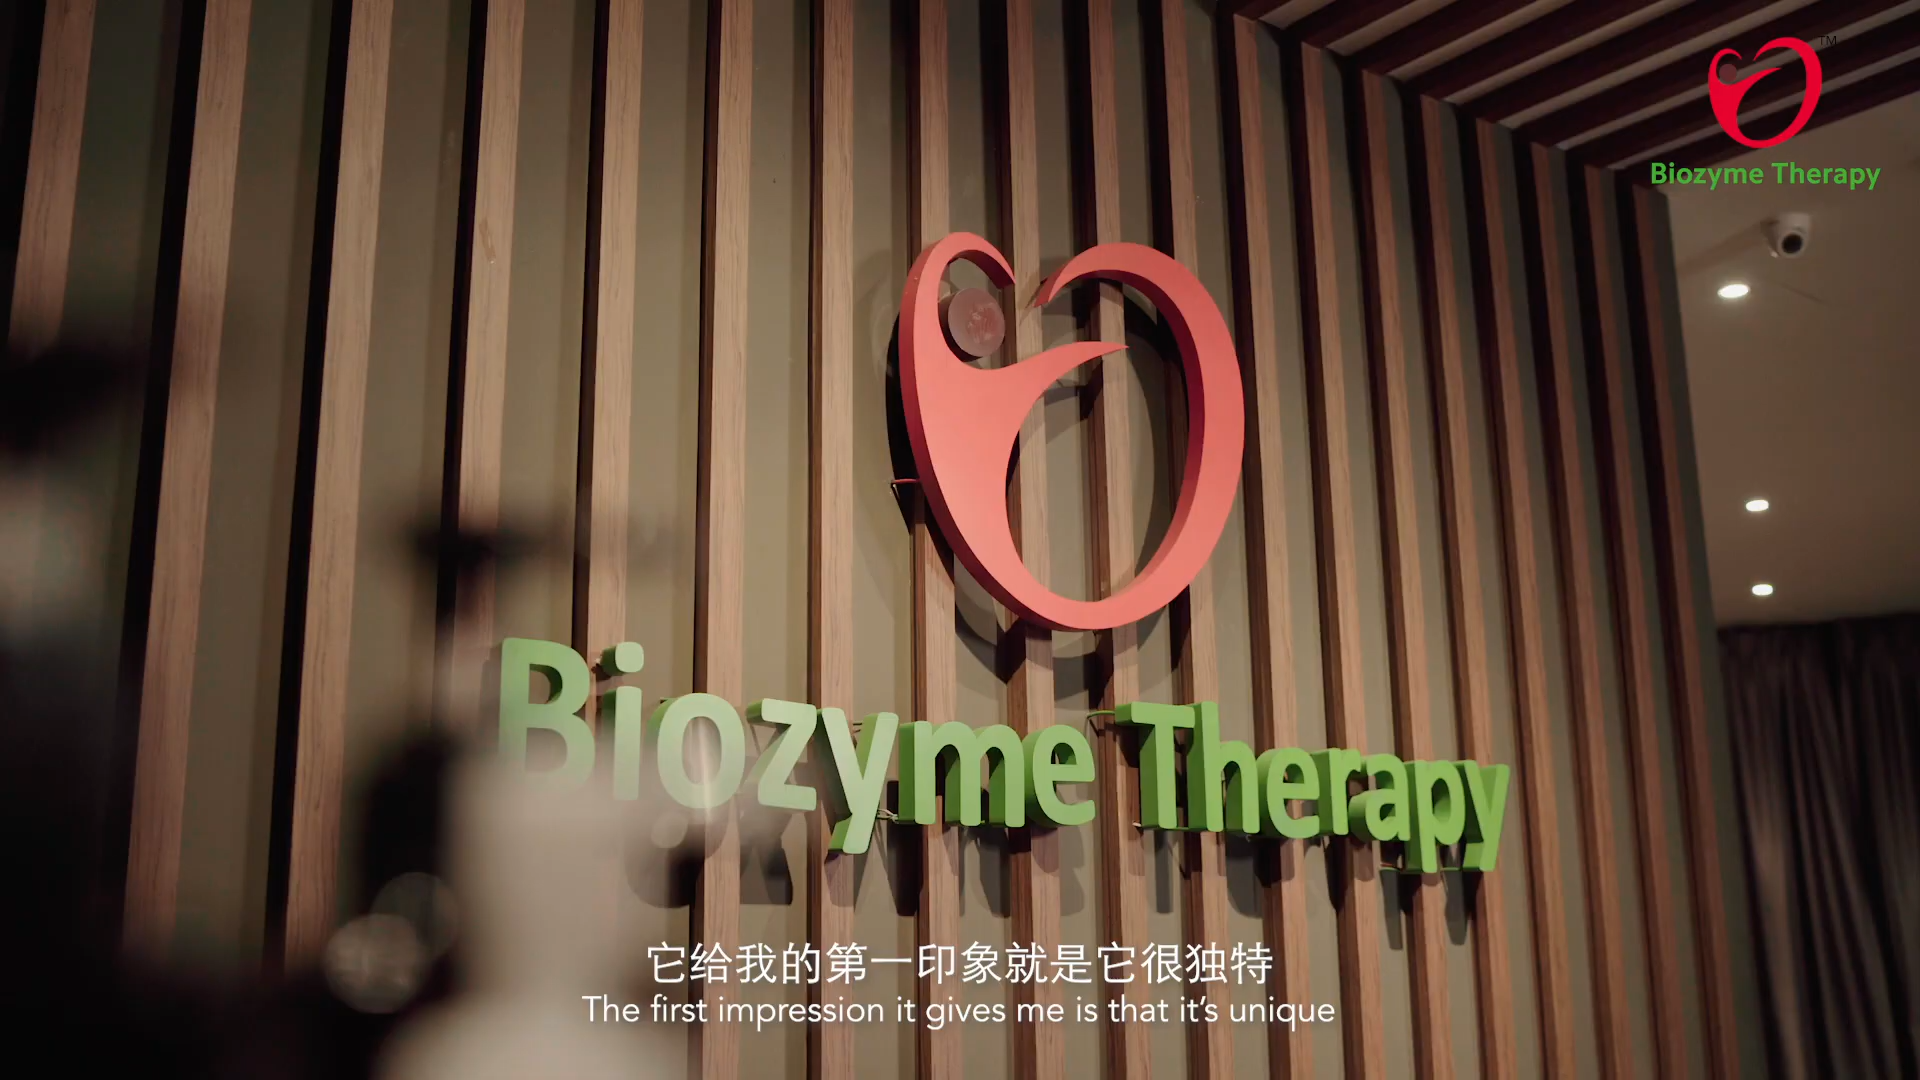 TM
Biozyme Therapy
Biozyme Therapy
它给我的第一印象就是它很独特
The first impression it gives me is that it's unique